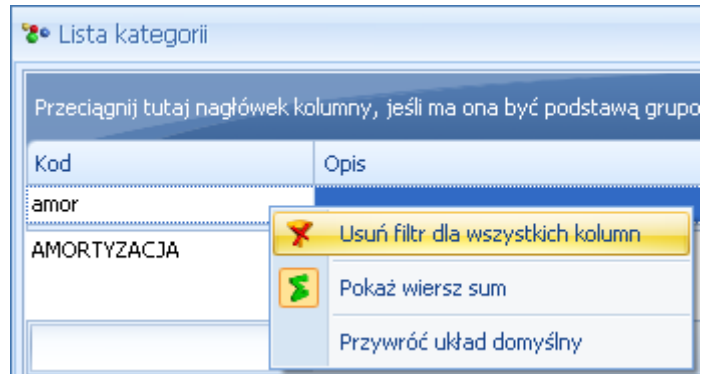 Lista kategorii
Przeciągnij tutaj nagłówek kolumny, jeśli ma ona być podstawą grupo
Kod Opis
amor
Usuń filtr dla wszystkich kolumn
AMORTYZACJA
Pokaż wiersz sum
Przywróć układ domyślny